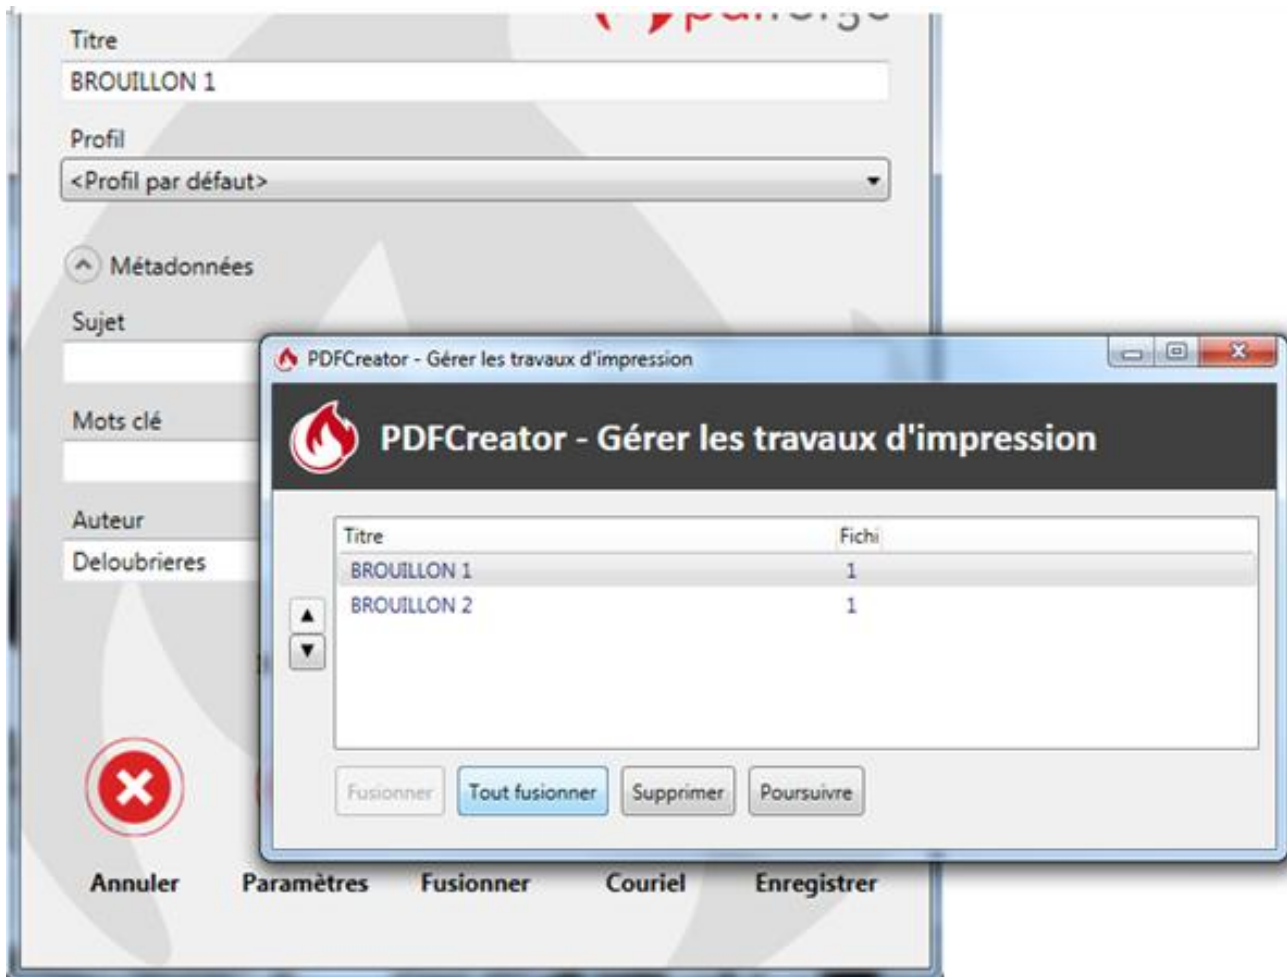 Titre
BROUILLON 1
Profil
<Profil par défaut>
Métadonnées
Sujet
Mots clé
Auteur
Deloubrieres
PDFCreator - Gérer les travaux d'impression
PDFCreator - Gérer les travaux d'impression
Titre Fichi
BROUILLON 1 1
BROUILLON 2 1
Fusionner Tout fusionner Supprimer Poursuivre
Annuler Paramètres Fusionner Couriel Enregistrer